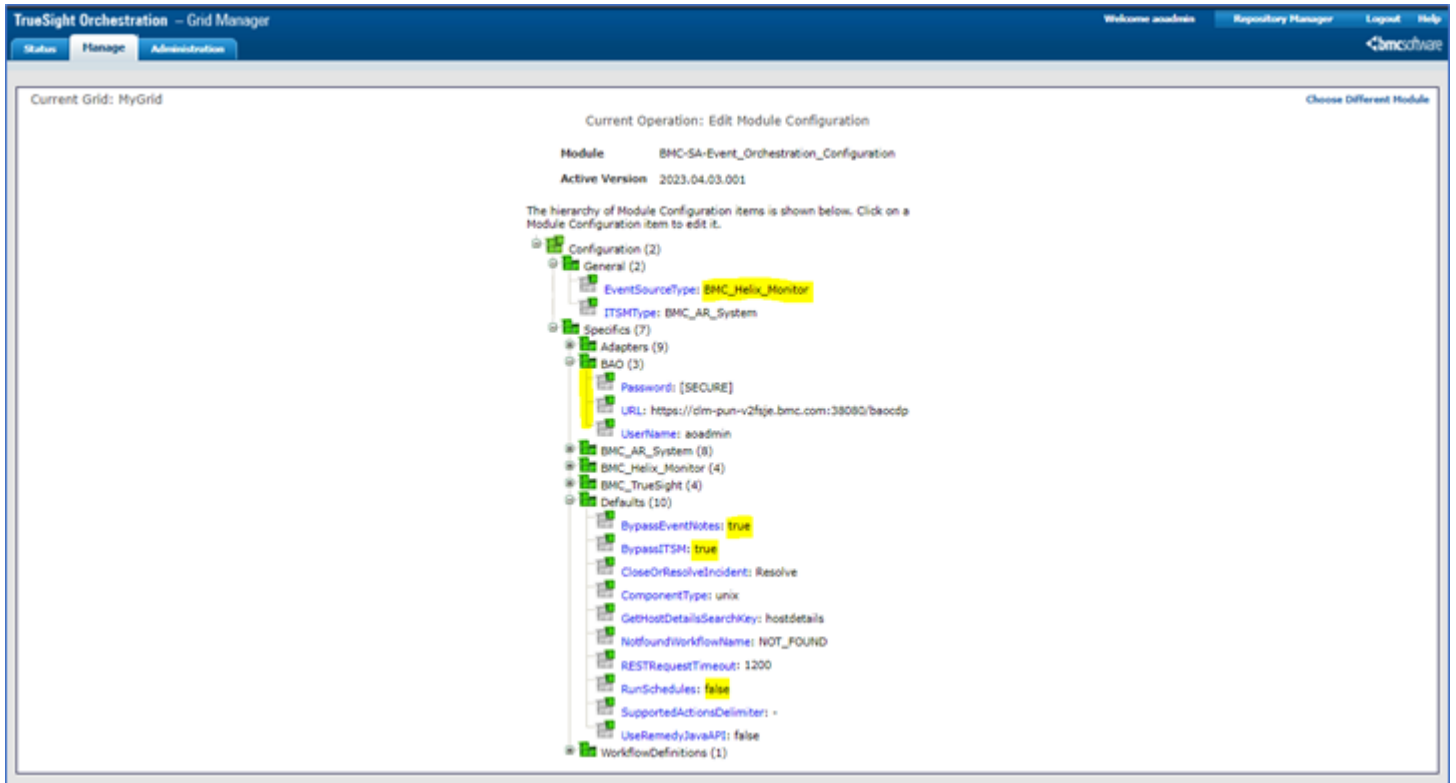 TrueSight Orchestration – Grid Manager
Welcome aoadmin Repository Manager Logout Help
Status Manage Administration
bmcsoftware
Current Grid: MyGrid
Choose Different Module
Current Operation: Edit Module Configuration
Module BMC-SA-Event_Orchestration_Configuration
Active Version 2023.04.03.001
The hierarchy of Module Configuration items is shown below. Click on a
Module Configuration item to edit it.
Configuration (2)
General (2)
EventSourceType: BMC_Helix_Monitor
ITSMType: BMC_AR_System
Specifics (7)
Adapters (9)
BAO (3)
Password: [SECURE]
URL: https://clm-pun-v2fsje.bmc.com:38080/baocdp
UserName: aoadmin
BMC_AR_System (8)
BMC_Helix_Monitor (4)
BMC_TrueSight (4)
Defaults (10)
BypassEventNotes: true
BypassITSM: true
CloseOrResolveIncident: Resolve
ComponentType: unix
GetHostDetailsSearchKey: hostdetails
NotfoundWorkflowName: NOT_FOUND
RESTRequestTimeout: 1200
RunSchedules: false
SupportedActionsDelimiter: -
UseRemedyJavaAPI: false
WorkflowDefinitions (1)